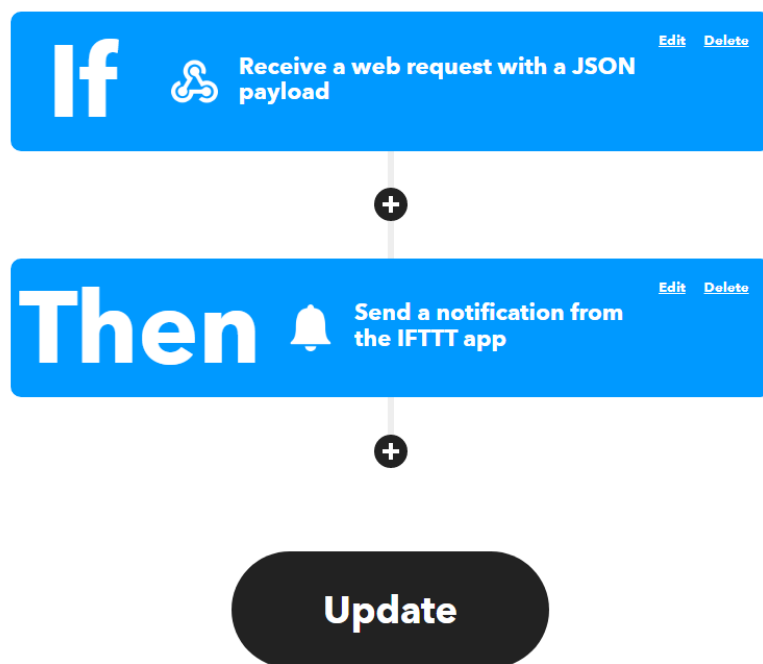 If
Receive a web request with a JSON
payload
Edit Delete
Then
Send a notification from
the IFTTT app
Edit Delete
Update